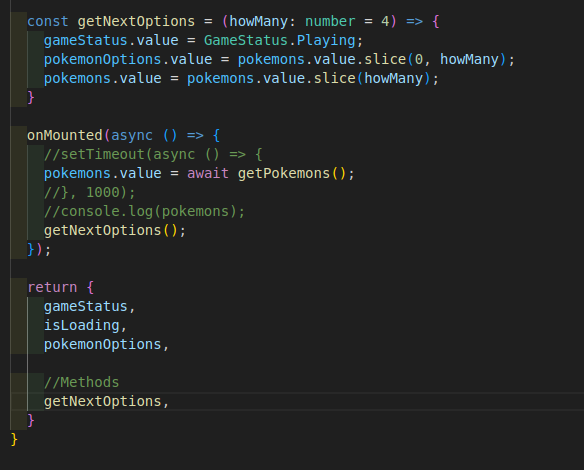 const getNextOptions = (howMany: number = 4) => {
gameStatus.value = GameStatus.Playing;
pokemonOptions.value = pokemons.value.slice(0, howMany);
pokemons.value = pokemons.value.slice(howMany);
}
onMounted(async () => {
//setTimeout(async () => {
pokemons.value = await getPokemons();
//}, 1000);
//console.log(pokemons);
getNextOptions();
});
return {
gameStatus,
isLoading,
pokemonOptions,
//Methods
getNextOptions,
}
}